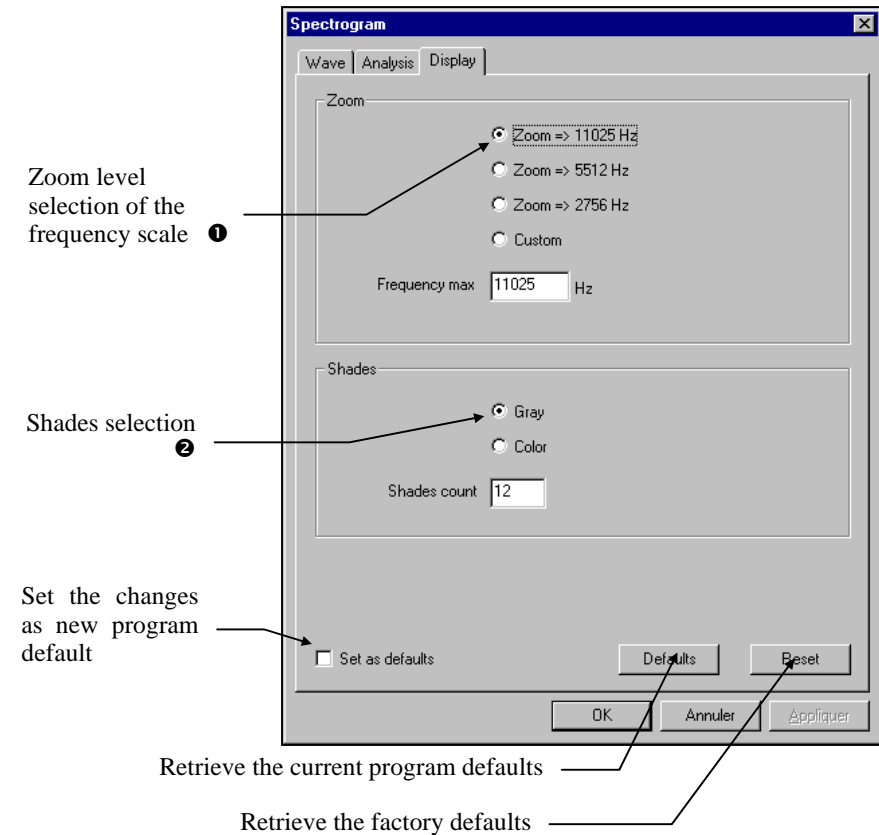 Spectrogram
Wave Analysis Display
Zoom
Zoom => 11025 Hz
Zoom => 5512 Hz
Zoom => 2756 Hz
Custom
Frequency max 11025 Hz
Zoom level
selection of the
frequency scale ❶
Shades
Gray
Color
Shades count 12
Shades selection
❷
Set the changes
as new program
default
Set as defaults
Defaults
Reset
OK
Annuler
Appliquer
Retrieve the current program defaults
Retrieve the factory defaults